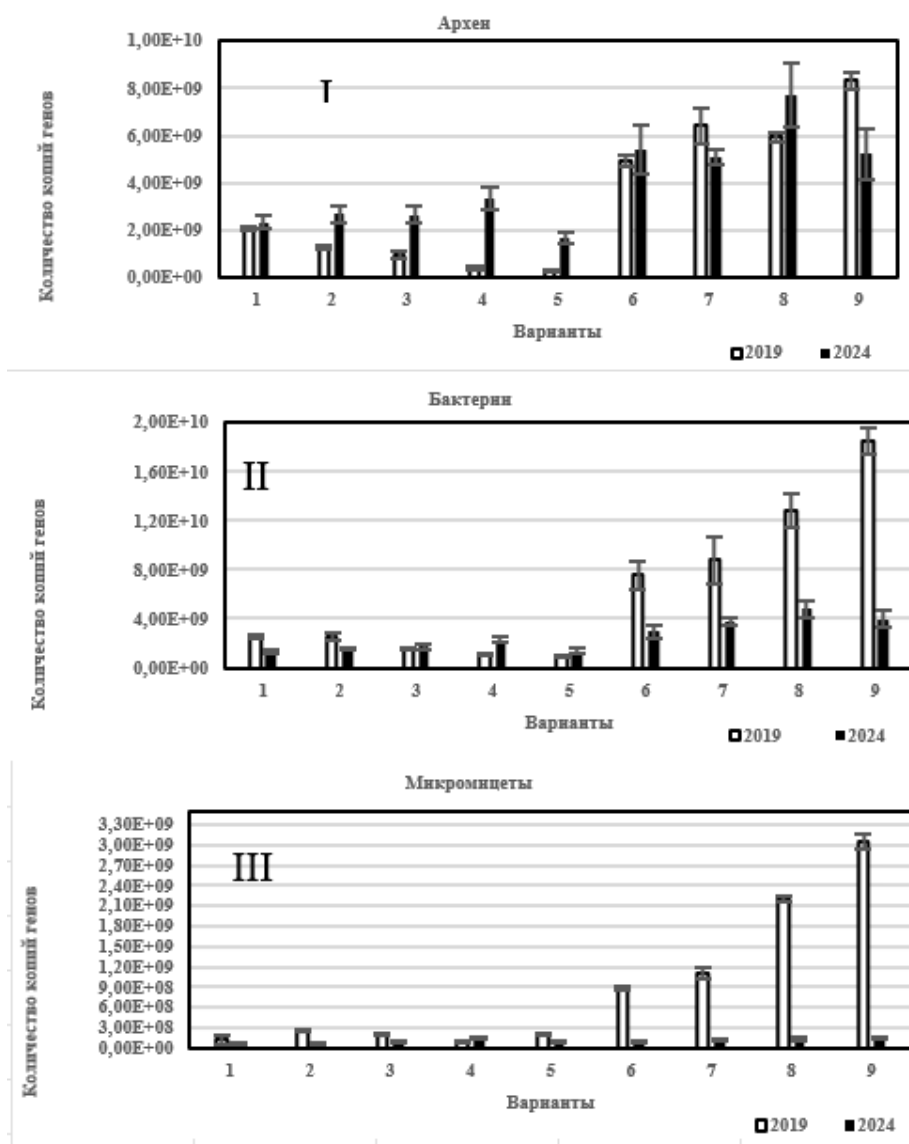 Археи
Количество копий генов
1,00E+10
8,00E+09
6,00E+09
4,00E+09
2,00E+09
0,00E+00
I
1 2 3 4 5 6 7 8 9
Варианты
2019 2024
Бактерии
Количество копий генов
2,00E+10
1,60E+10
1,20E+10
8,00E+09
4,00E+09
0,00E+00
II
1 2 3 4 5 6 7 8 9
Варианты
2019 2024
Микромицеты
Количество копий генов
3,30E+09
3,00E+09
2,70E+09
2,40E+09
2,10E+09
1,80E+09
1,50E+09
1,20E+09
9,00E+08
6,00E+08
3,00E+08
0,00E+00
III
1 2 3 4 5 6 7 8 9
Варианты
2019 2024